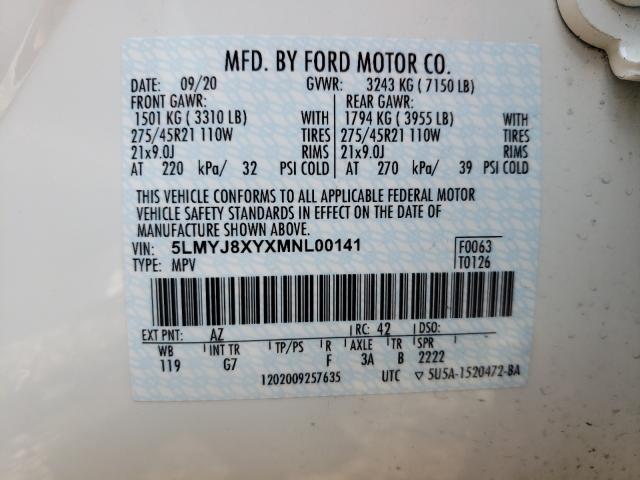 MFD. BY FORD MOTOR CO.
DATE: 09/20 GVWR: 3243 KG ( 7150 LB)
FRONT GAWR: REAR GAWR:
1501 KG ( 3310 LB) WITH 1794 KG ( 3955 LB) WITH
275/45R21 110W TIRES 275/45R21 110W TIRES
21x9.0J RIMS 21x9.0J RIMS
AT 220 kPa/ 32 PSI COLD AT 270 kPa/ 39 PSI COLD
THIS VEHICLE CONFORMS TO ALL APPLICABLE FEDERAL MOTOR
VEHICLE SAFETY STANDARDS IN EFFECT ON THE DATE OF
MANUFACTURE SHOWN ABOVE.
VIN: 5LMYJ8XYXMNL00141 F0063
TYPE: MPV T0126
EXT PNT: AZ RC: 42 DSO:
WB INT TR TP/PS R AXLE TR SPR
119 G7 F 3A B 2222
1202009257635 UTC ▽ 5U5A-1520472-BA